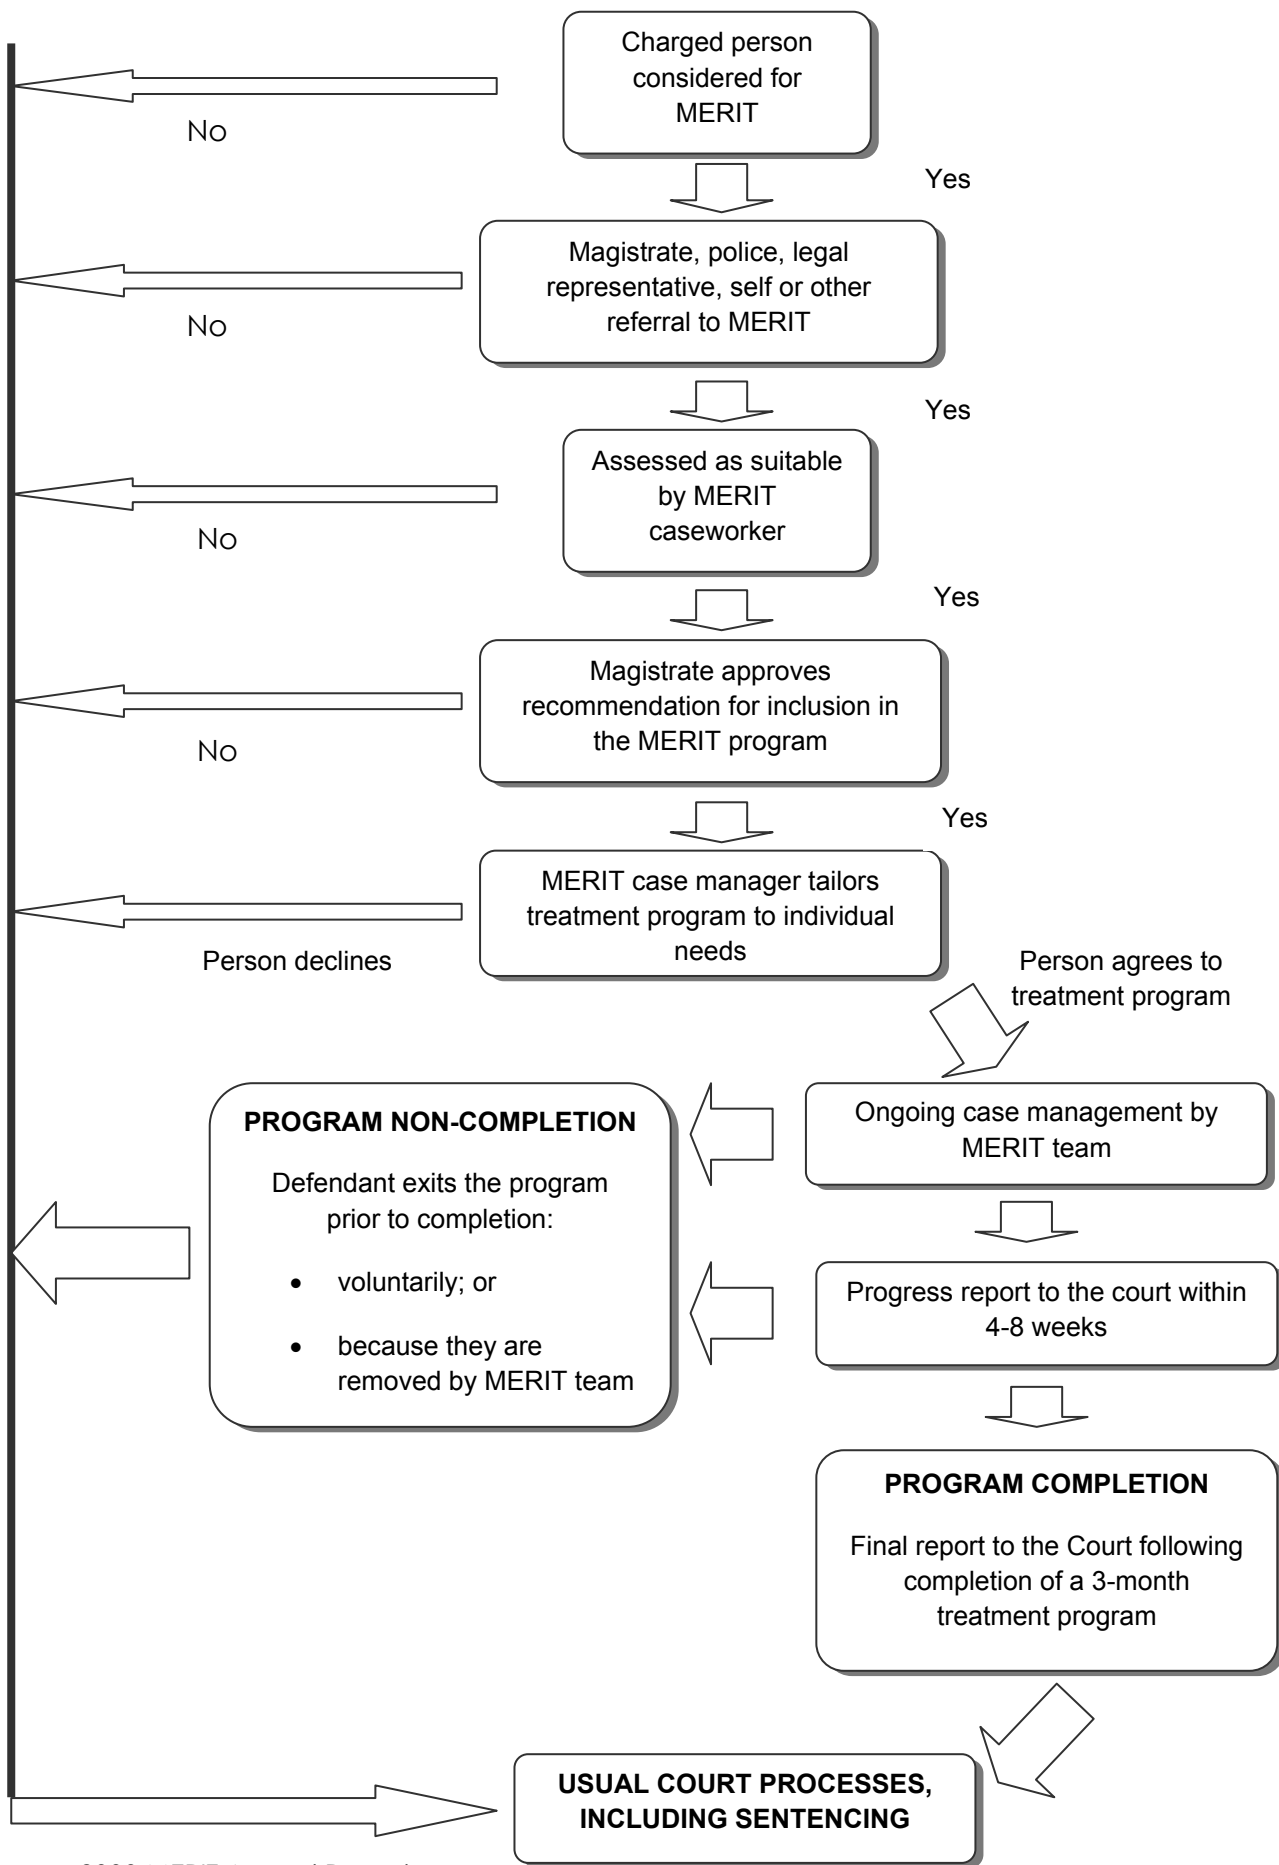 Charged person
considered for
MERIT
No
Yes
Magistrate, police, legal
representative, self or other
referral to MERIT
No
Yes
Assessed as suitable
by MERIT
caseworker
No
Yes
Magistrate approves
recommendation for inclusion in
the MERIT program
No
Yes
MERIT case manager tailors
treatment program to individual
needs
Person declines
Person agrees to
treatment program
PROGRAM NON-COMPLETION
Defendant exits the program
prior to completion:
• voluntarily; or
• because they are
removed by MERIT team
Ongoing case management by
MERIT team
Progress report to the court within
4-8 weeks
PROGRAM COMPLETION
Final report to the Court following
completion of a 3-month
treatment program
USUAL COURT PROCESSES,
INCLUDING SENTENCING